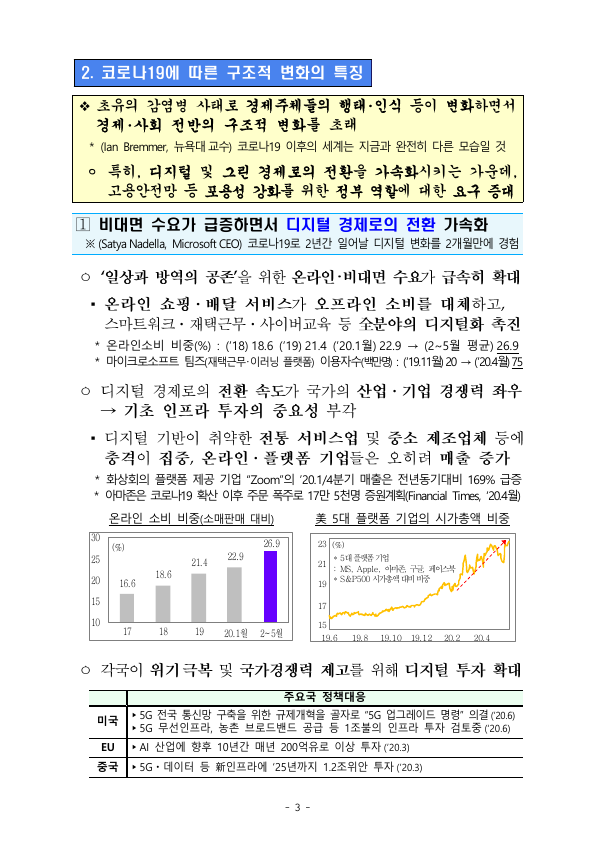 2. 코로나19에 따른 구조적 변화의 특징
❖ 초유의 감염병 사태로 경제주체들의 행태·인식 등이 변화하면서
경제·사회 전반의 구조적 변화를 초래
* (Ian Bremmer, 뉴욕대 교수) 코로나19 이후의 세계는 지금과 완전히 다른 모습일 것
ㅇ 특히, 디지털 및 그린 경제로의 전환을 가속화시키는 가운데,
고용안전망 등 포용성 강화를 위한 정부 역할에 대한 요구 증대
① 비대면 수요가 급증하면서 디지털 경제로의 전환 가속화
※ (Satya Nadella, Microsoft CEO) 코로나19로 2년간 일어날 디지털 변화를 2개월만에 경험
ㅇ ‘일상과 방역의 공존’을 위한 온라인·비대면 수요가 급속히 확대
▪ 온라인 쇼핑·배달 서비스가 오프라인 소비를 대체하고,
스마트워크·재택근무·사이버교육 등 全분야의 디지털화 촉진
* 온라인소비 비중(%) : (‘18) 18.6 (‘19) 21.4 (‘20.1월) 22.9 → (2~5월 평균) 26.9
* 마이크로소프트 팀즈(재택근무·이러닝 플랫폼) 이용자수(백만명) : (‘19.11월) 20 → (‘20.4월) 75
ㅇ 디지털 경제로의 전환 속도가 국가의 산업·기업 경쟁력 좌우
→ 기초 인프라 투자의 중요성 부각
▪ 디지털 기반이 취약한 전통 서비스업 및 중소 제조업체 등에
충격이 집중, 온라인·플랫폼 기업들은 오히려 매출 증가
* 화상회의 플랫폼 제공 기업 “Zoom”의 ‘20.1/4분기 매출은 전년동기대비 169% 급증
* 아마존은 코로나19 확산 이후 주문 폭주로 17만 5천명 증원계획(Financial Times, ‘20.4월)
온라인 소비 비중(소매판매 대비)
美 5대 플랫폼 기업의 시가총액 비중
30
25
20
15
10
(%)
16.6
18.6
21.4
22.9
26.9
17 18 19 20.1월 2~5월
23
21
19
17
15
(%)
* 5대 플랫폼 기업
: MS, Apple, 아마존, 구글, 페이스북
* S&P500 시가총액 대비 비중
19.6 19.8 19.10 19.12 20.2 20.4
ㅇ 각국이 위기극복 및 국가경쟁력 제고를 위해 디지털 투자 확대
주요국 정책대응
미국
▸5G 전국 통신망 구축을 위한 규제개혁을 골자로 “5G 업그레이드 명령” 의결 (‘20.6)
▸5G 무선인프라, 농촌 브로드밴드 공급 등 1조불의 인프라 투자 검토중 (‘20.6)
EU ▸AI 산업에 향후 10년간 매년 200억유로 이상 투자 (‘20.3)
중국 ▸5G·데이터 등 新인프라에 ‘25년까지 1.2조위안 투자 (‘20.3)
- 3 -